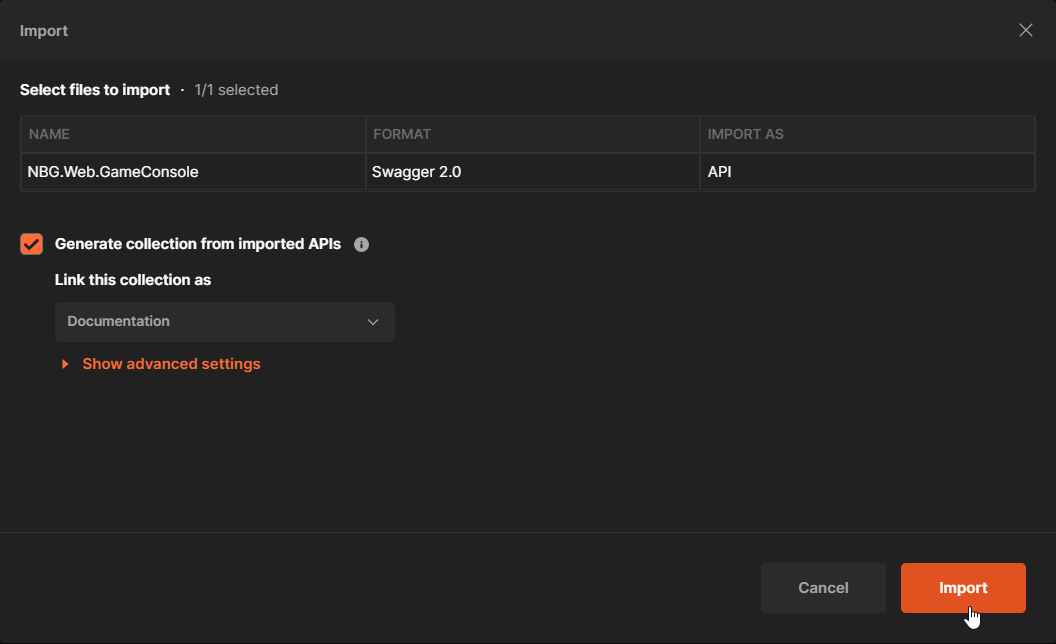 Import
Select files to import · 1/1 selected
NAME FORMAT IMPORT AS
NBG.Web.GameConsole Swagger 2.0 API
Generate collection from imported APIs
Link this collection as
Documentation
Show advanced settings
Cancel Import